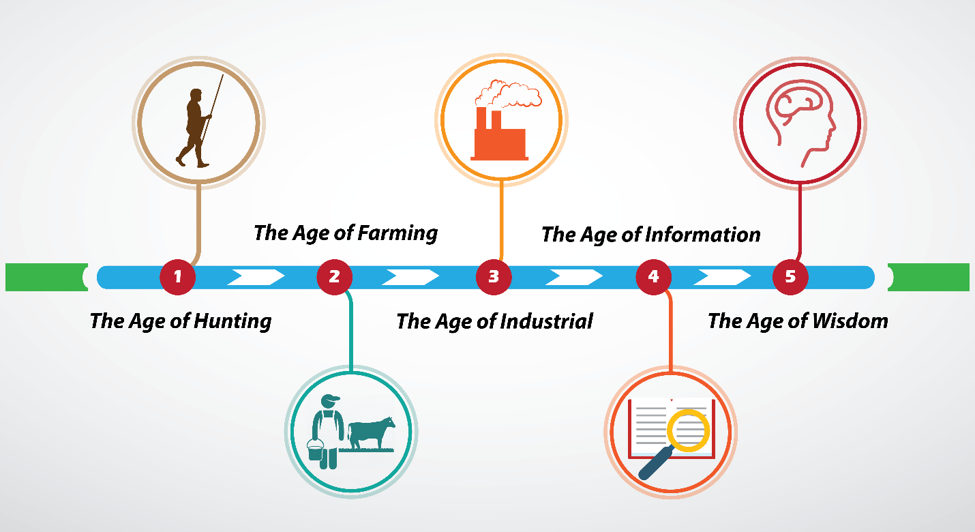 The Age of Farming
The Age of Information
1
2
3
4
5
The Age of Hunting
The Age of Industrial
The Age of Wisdom